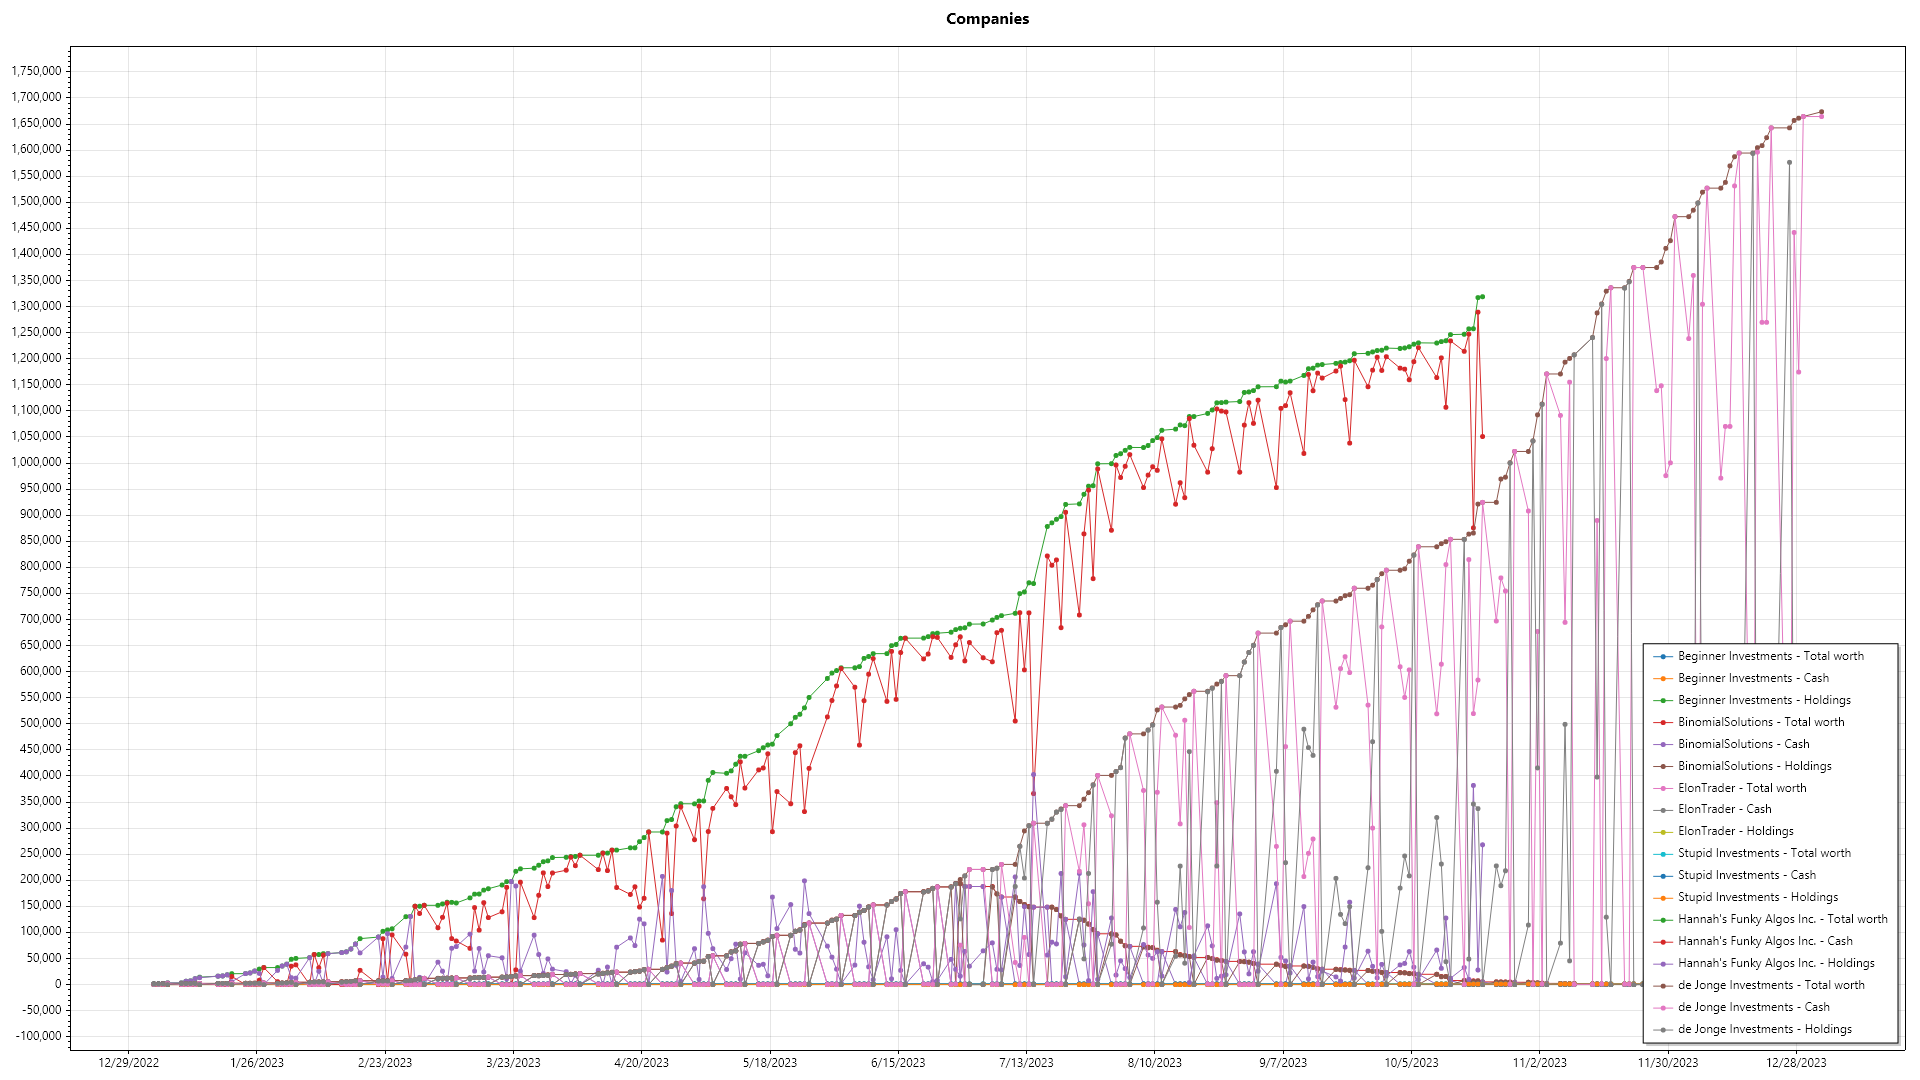 Companies
1,750,000
1,700,000
1,650,000
1,600,000
1,550,000
1,500,000
1,450,000
1,400,000
1,350,000
1,300,000
1,250,000
1,200,000
1,150,000
1,100,000
1,050,000
1,000,000
950,000
900,000
850,000
800,000
750,000
700,000
650,000
600,000
550,000
500,000
450,000
400,000
350,000
300,000
250,000
200,000
150,000
100,000
50,000
0
-50,000
-100,000
12/29/2022 1/26/2023 2/23/2023 3/23/2023 4/20/2023 5/18/2023 6/15/2023 7/13/2023 8/10/2023 9/7/2023 10/5/2023 11/2/2023 11/30/2023 12/28/2023
Beginner Investments - Total worth
Beginner Investments - Cash
Beginner Investments - Holdings
BinomialSolutions - Total worth
BinomialSolutions - Cash
BinomialSolutions - Holdings
ElonTrader - Total worth
ElonTrader - Cash
ElonTrader - Holdings
Stupid Investments - Total worth
Stupid Investments - Cash
Stupid Investments - Holdings
Hannah's Funky Algos Inc. - Total worth
Hannah's Funky Algos Inc. - Cash
Hannah's Funky Algos Inc. - Holdings
de Jonge Investments - Total worth
de Jonge Investments - Cash
de Jonge Investments - Holdings